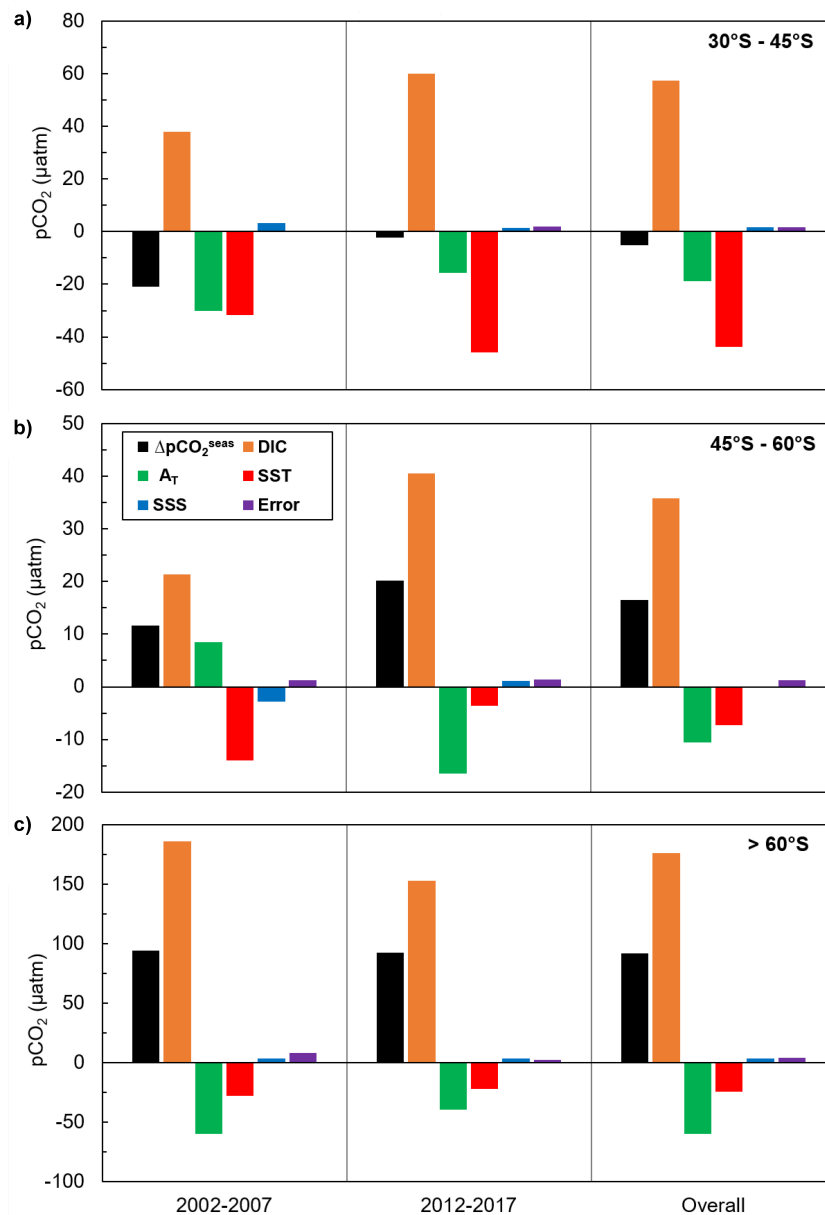 a)
30°S - 45°S
80
60
40
20
0
-20
-40
-60
pCO₂ (µatm)
b)
45°S - 60°S
50
40
30
20
10
0
-10
-20
pCO₂ (µatm)
ΔpCO₂ˢᵉᵃˢ DIC
A_T SST
SSS Error
c)
> 60°S
200
150
100
50
0
-50
-100
pCO₂ (µatm)
2002-2007 2012-2017 Overall